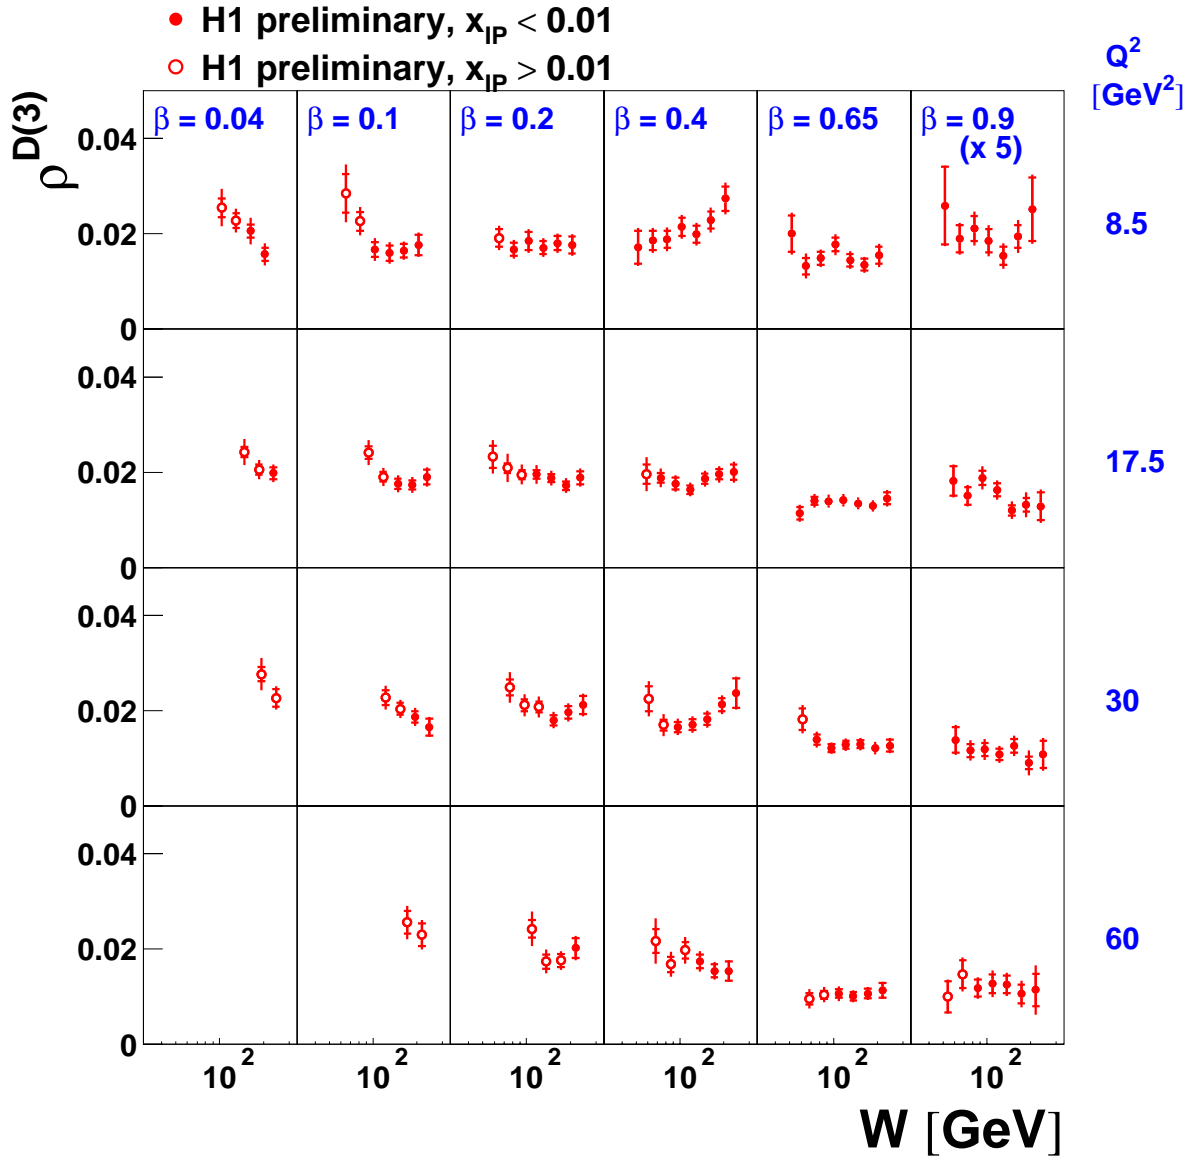 H1 preliminary, x_IP < 0.01
H1 preliminary, x_IP > 0.01
Q²
[GeV²]
ρ^D(3)
β = 0.04 β = 0.1 β = 0.2 β = 0.4 β = 0.65 β = 0.9
(x 5)
0.04
0.02
0
8.5
0.04
0.02
0
17.5
0.04
0.02
0
30
0.04
0.02
0
60
10² 10² 10² 10² 10² 10²
W [GeV]